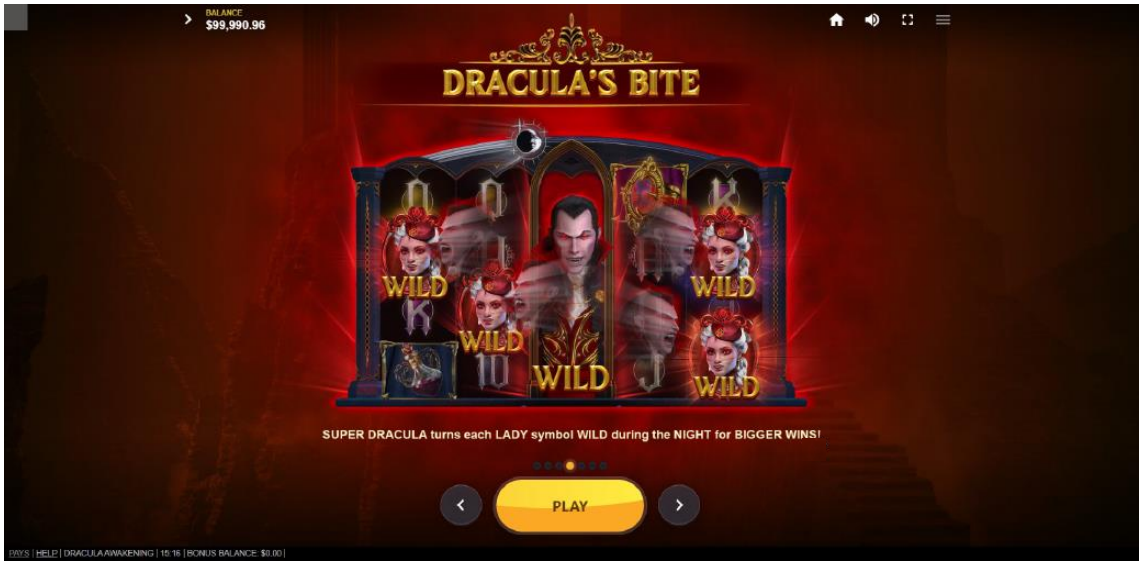 BALANCE
$99,990.96
DRACULA'S BITE
K
WILD
WILD
K
WILD
10
WILD
J
WILD
SUPER DRACULA turns each LADY symbol WILD during the NIGHT for BIGGER WINS!
PLAY
PAYS | HELP | DRACULA AWAKENING | 15:16 | BONUS BALANCE: $0.00 |